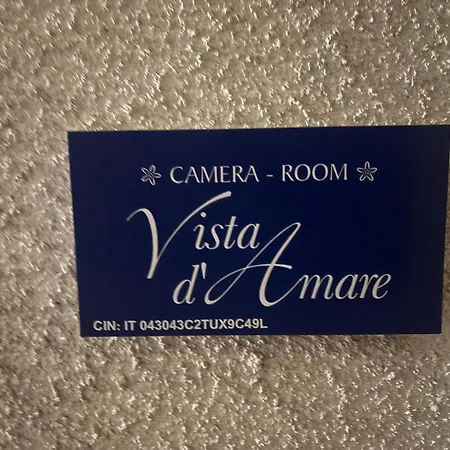 CAMERA - ROOM
Vista
d'Amare
CIN: IT 043043C2TUX9C49L